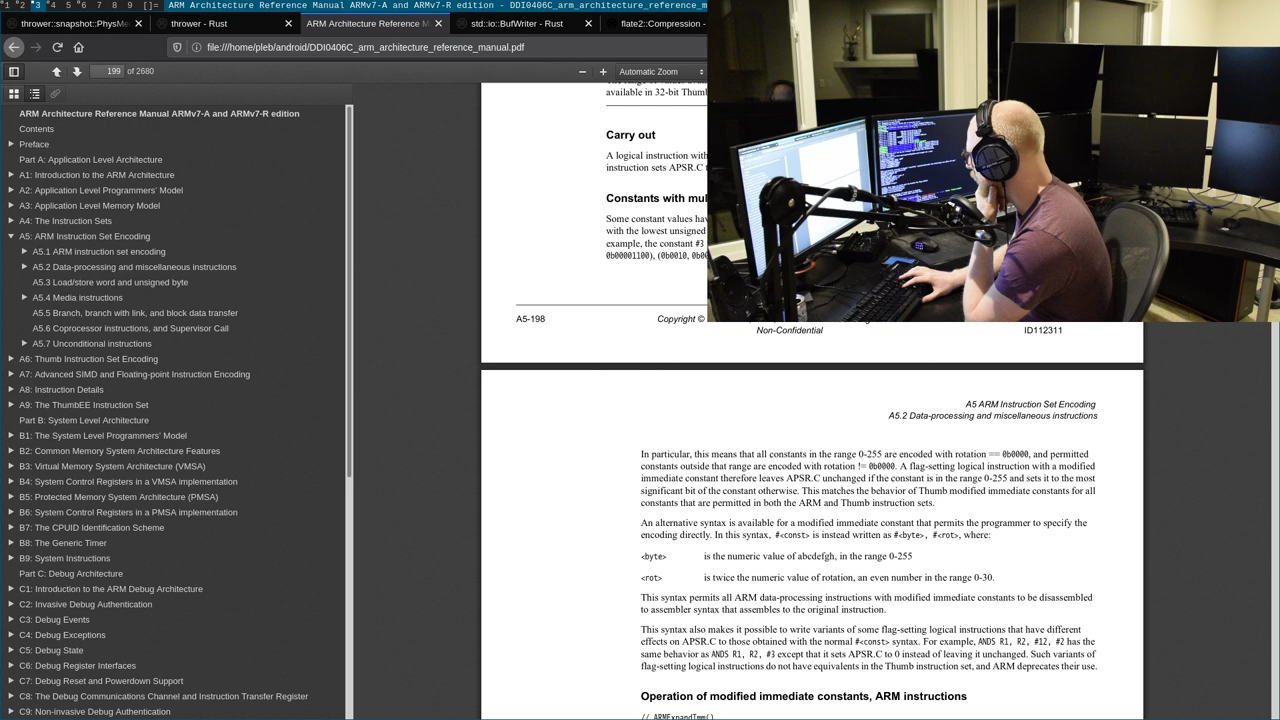 1 2 3 4 5 6 7 8 9 []= ARM Architecture Reference Manual ARMv7-A and ARMv7-R edition - DDI0406C_arm_architecture_reference_m
thrower::snapshot::PhysMe × thrower - Rust × ARM Architecture Reference M × std::io::BufWriter - Rust × flate2::Compression -
file:///home/pleb/android/DDI0406C_arm_architecture_reference_manual.pdf
199 of 2680 Automatic Zoom
ARM Architecture Reference Manual ARMv7-A and ARMv7-R edition
Contents
Preface
Part A: Application Level Architecture
A1: Introduction to the ARM Architecture
A2: Application Level Programmers' Model
A3: Application Level Memory Model
A4: The Instruction Sets
A5: ARM Instruction Set Encoding
A5.1 ARM instruction set encoding
A5.2 Data-processing and miscellaneous instructions
A5.3 Load/store word and unsigned byte
A5.4 Media instructions
A5.5 Branch, branch with link, and block data transfer
A5.6 Coprocessor instructions, and Supervisor Call
A5.7 Unconditional instructions
A6: Thumb Instruction Set Encoding
A7: Advanced SIMD and Floating-point Instruction Encoding
A8: Instruction Details
A9: The ThumbEE Instruction Set
Part B: System Level Architecture
B1: The System Level Programmers' Model
B2: Common Memory System Architecture Features
B3: Virtual Memory System Architecture (VMSA)
B4: System Control Registers in a VMSA implementation
B5: Protected Memory System Architecture (PMSA)
B6: System Control Registers in a PMSA implementation
B7: The CPUID Identification Scheme
B8: The Generic Timer
B9: System Instructions
Part C: Debug Architecture
C1: Introduction to the ARM Debug Architecture
C2: Invasive Debug Authentication
C3: Debug Events
C4: Debug Exceptions
C5: Debug State
C6: Debug Register Interfaces
C7: Debug Reset and Powerdown Support
C8: The Debug Communications Channel and Instruction Transfer Register
C9: Non-invasive Debug Authentication
available in 32-bit Thumb
Carry out
A logical instruction with
instruction sets APSR.C t
Constants with mul
Some constant values hav
with the lowest unsigned
example, the constant #3
0b00001100), (0b0010, 0b00
A5-198 Copyright ©
Non-Confidential ID112311
A5 ARM Instruction Set Encoding
A5.2 Data-processing and miscellaneous instructions
In particular, this means that all constants in the range 0-255 are encoded with rotation == 0b0000, and permitted
constants outside that range are encoded with rotation != 0b0000. A flag-setting logical instruction with a modified
immediate constant therefore leaves APSR.C unchanged if the constant is in the range 0-255 and sets it to the most
significant bit of the constant otherwise. This matches the behavior of Thumb modified immediate constants for all
constants that are permitted in both the ARM and Thumb instruction sets.
An alternative syntax is available for a modified immediate constant that permits the programmer to specify the
encoding directly. In this syntax, #<const> is instead written as #<byte>, #<rot>, where:
<byte> is the numeric value of abcdefgh, in the range 0-255
<rot> is twice the numeric value of rotation, an even number in the range 0-30.
This syntax permits all ARM data-processing instructions with modified immediate constants to be disassembled
to assembler syntax that assembles to the original instruction.
This syntax also makes it possible to write variants of some flag-setting logical instructions that have different
effects on APSR.C to those obtained with the normal #<const> syntax. For example, ANDS R1, R2, #12, #2 has the
same behavior as ANDS R1, R2, #3 except that it sets APSR.C to 0 instead of leaving it unchanged. Such variants of
flag-setting logical instructions do not have equivalents in the Thumb instruction set, and ARM deprecates their use.
Operation of modified immediate constants, ARM instructions
// ARMExpandImm()